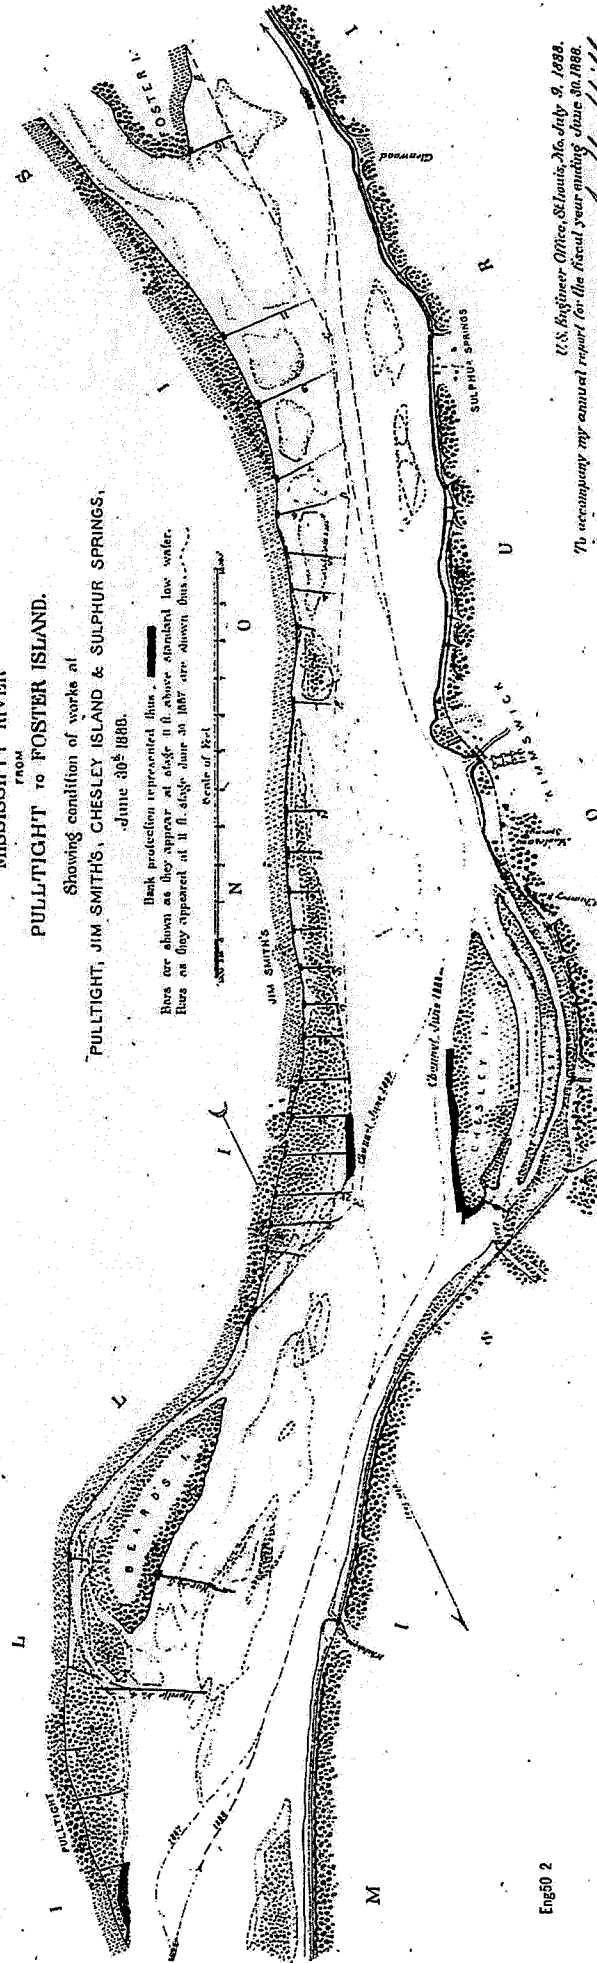 MISSISSIPPI RIVER
FROM
PULLTIGHT TO FOSTER ISLAND.
Showing condition of works at
PULLTIGHT, JIM SMITH'S, CHESLEY ISLAND & SULPHUR SPRINGS,
June 30th 1888.
Bank protection represented thus,
Bars are shown as they appear at stage 11 ft. above standard low water.
Bars as they appeared at 11 ft. stage June 30 1887 are shown thus
Scale of Feet
ILLINOIS
MISSOURI
PULLTIGHT
BEARD'S I.
JIM SMITH'S
FOSTER I.
1887
1888
Channel, June 1887
Channel, June 1888
CHESLEY I.
KIMMSWICK
SULPHUR SPRINGS
Glenwood
U.S. Engineer Office, St. Louis, Mo. July 9, 1888.
To accompany my annual report for the fiscal year ending June 30, 1888.
Eng50 2